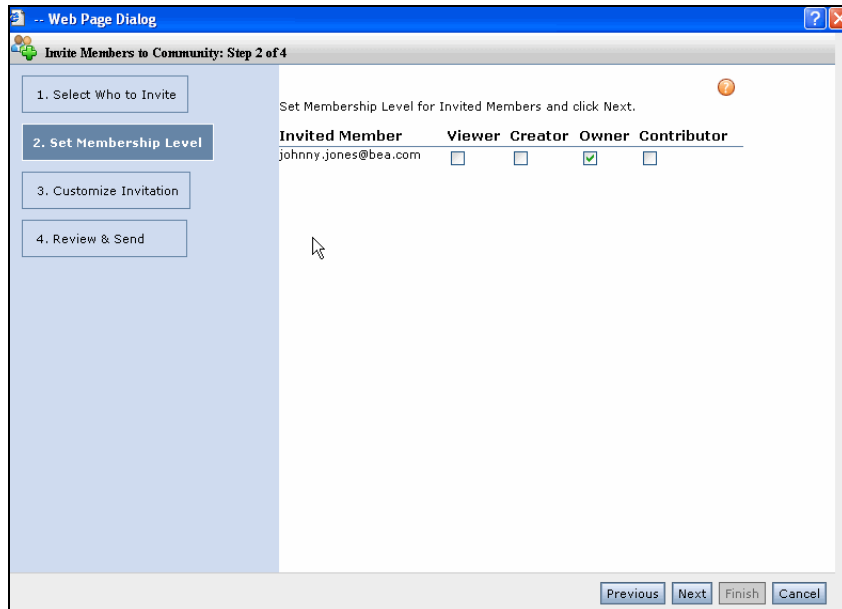 -- Web Page Dialog
?
X
Invite Members to Community: Step 2 of 4
1. Select Who to Invite
2. Set Membership Level
3. Customize Invitation
4. Review & Send
?
Set Membership Level for Invited Members and click Next.
Invited Member Viewer Creator Owner Contributor
johnny.jones@bea.com
Previous Next Finish Cancel